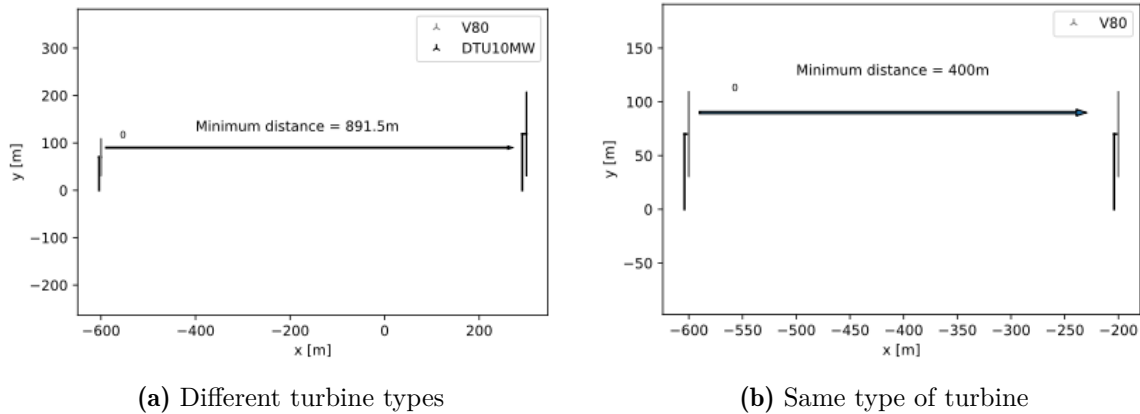 V80
DTU10MW
Minimum distance = 891.5m
0
y [m]
300
200
100
0
−100
−200
−600
−400
−200
0
200
x [m]
(a) Different turbine types
V80
Minimum distance = 400m
0
y [m]
150
100
50
0
−50
−600
−550
−500
−450
−400
−350
−300
−250
−200
x [m]
(b) Same type of turbine